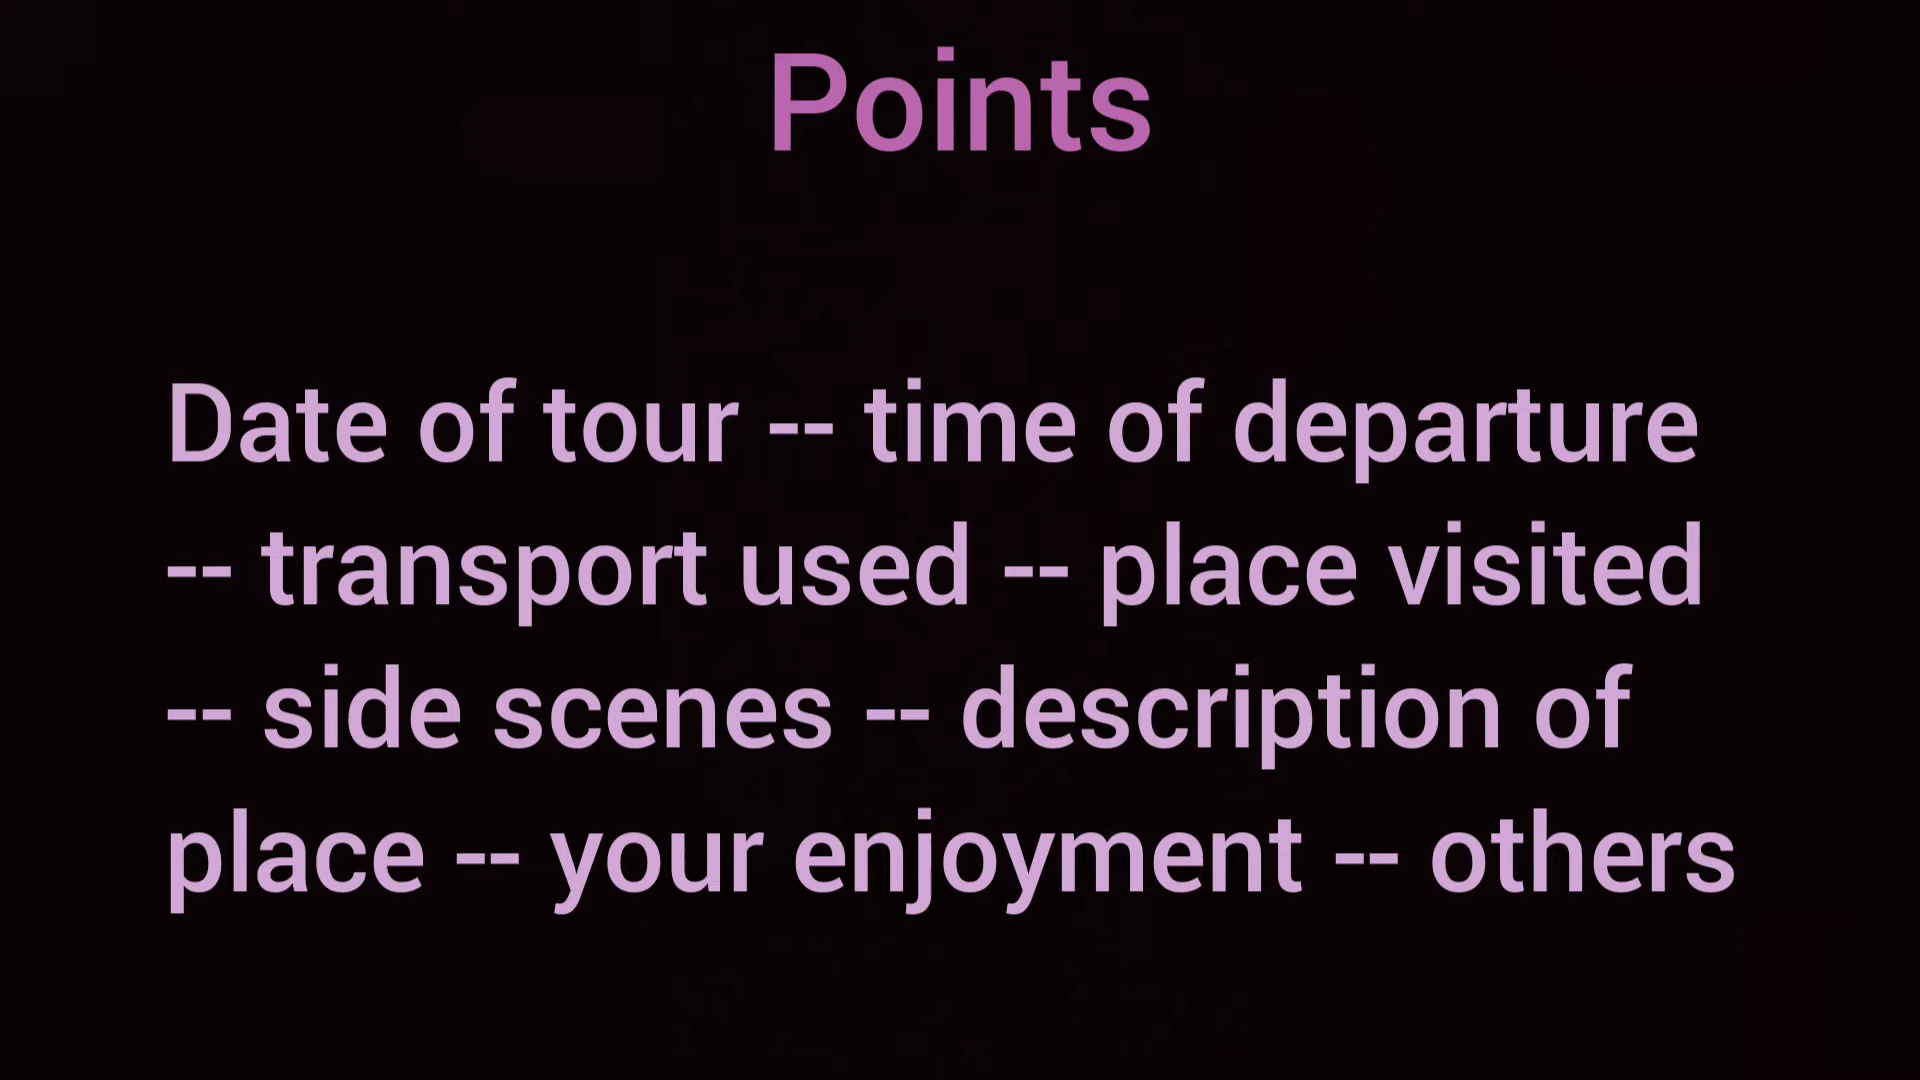 Points
Date of tour -- time of departure
-- transport used -- place visited
-- side scenes -- description of
place -- your enjoyment -- others